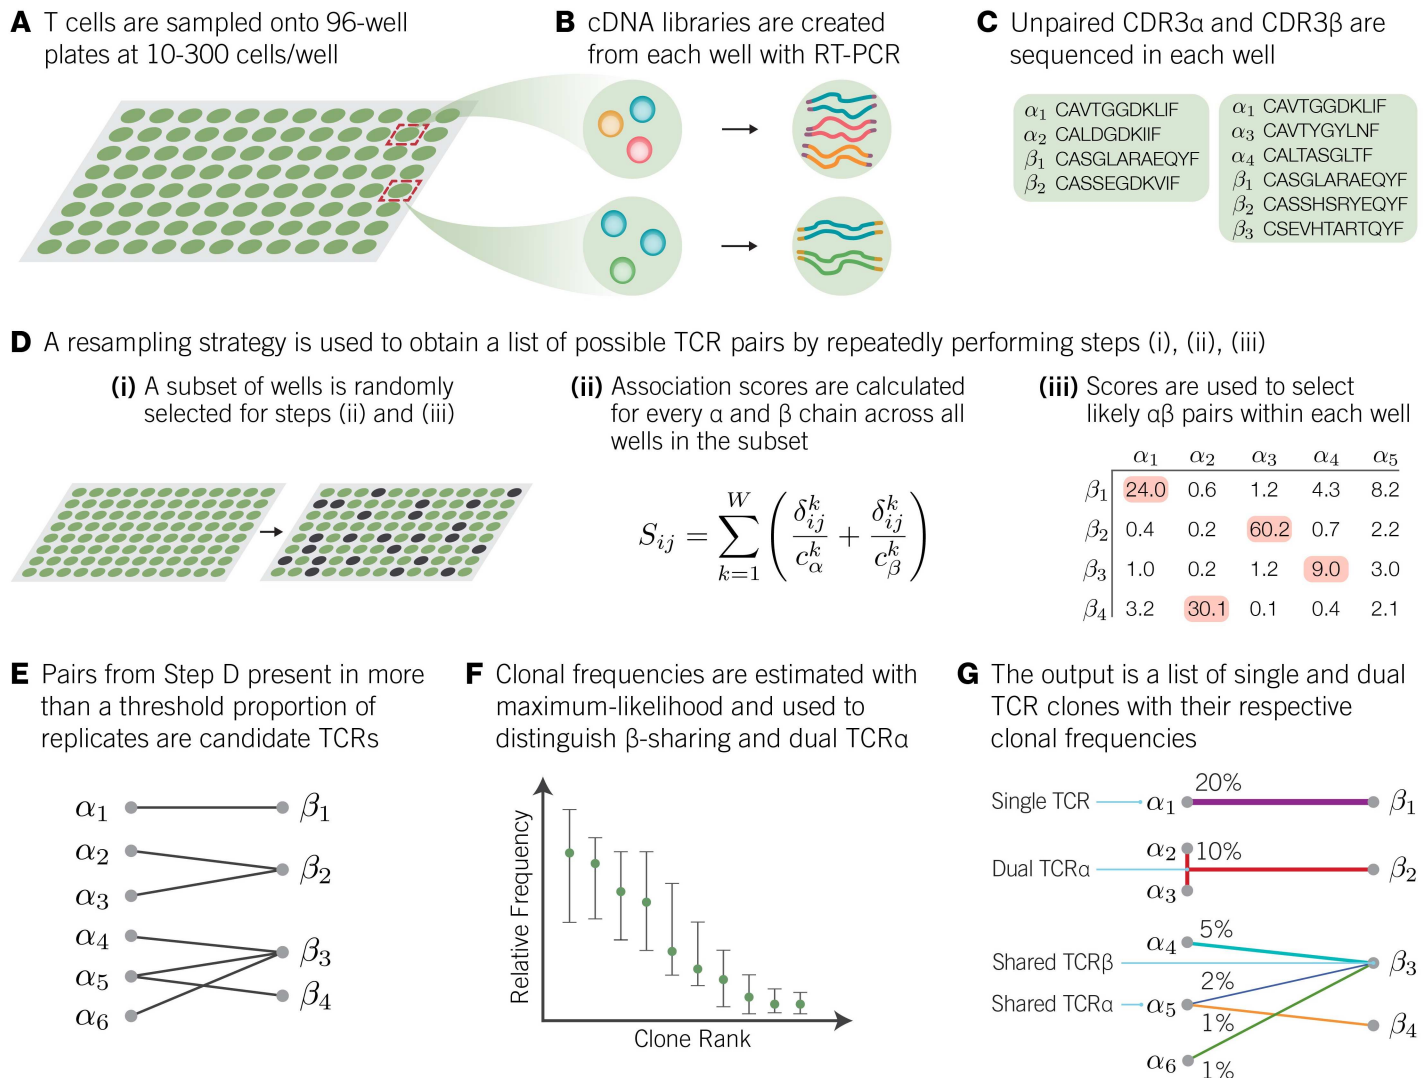 A T cells are sampled onto 96-well
plates at 10-300 cells/well
B cDNA libraries are created
from each well with RT-PCR
C Unpaired CDR3α and CDR3β are
sequenced in each well
α1 CAVTGGDKLIF
α2 CALDGDKIIF
β1 CASGLARAEQYF
β2 CASSEGDKVIF
α1 CAVTGGDKLIF
α3 CAVTYGYLNF
α4 CALTASGLTF
β1 CASGLARAEQYF
β2 CASSHSRYEQYF
β3 CSEVHTARTQYF
D A resampling strategy is used to obtain a list of possible TCR pairs by repeatedly performing steps (i), (ii), (iii)
(i) A subset of wells is randomly
selected for steps (ii) and (iii)
(ii) Association scores are calculated
for every α and β chain across all
wells in the subset
S_ij = ∑_{k=1}^{W} ( δ_ij^k / c_α^k + δ_ij^k / c_β^k )
(iii) Scores are used to select
likely αβ pairs within each well
α1 α2 α3 α4 α5
β1 24.0 0.6 1.2 4.3 8.2
β2 0.4 0.2 60.2 0.7 2.2
β3 1.0 0.2 1.2 9.0 3.0
β4 3.2 30.1 0.1 0.4 2.1
E Pairs from Step D present in more
than a threshold proportion of
replicates are candidate TCRs
α1 β1
α2
β2
α3
α4
β3
α5
β4
α6
F Clonal frequencies are estimated with
maximum-likelihood and used to
distinguish β-sharing and dual TCRα
Relative Frequency
Clone Rank
G The output is a list of single and dual
TCR clones with their respective
clonal frequencies
20%
Single TCR α1 β1
α2 10%
Dual TCRα β2
α3
5%
α4
Shared TCRβ β3
2%
Shared TCRα α5
1% β4
α6
1%